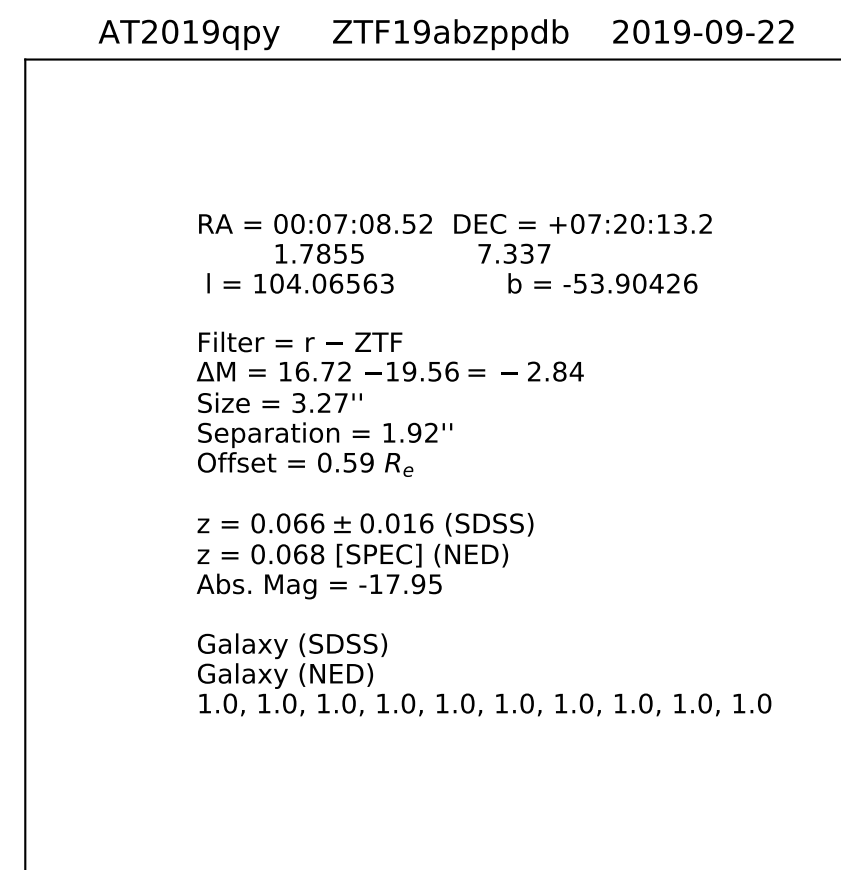 AT2019qpy ZTF19abzppdb 2019-09-22
RA = 00:07:08.52 DEC = +07:20:13.2
1.7855 7.337
l = 104.06563 b = -53.90426
Filter = r − ZTF
ΔM = 16.72 −19.56 = − 2.84
Size = 3.27''
Separation = 1.92''
Offset = 0.59 Rₑ
z = 0.066 ± 0.016 (SDSS)
z = 0.068 [SPEC] (NED)
Abs. Mag = -17.95
Galaxy (SDSS)
Galaxy (NED)
1.0, 1.0, 1.0, 1.0, 1.0, 1.0, 1.0, 1.0, 1.0, 1.0